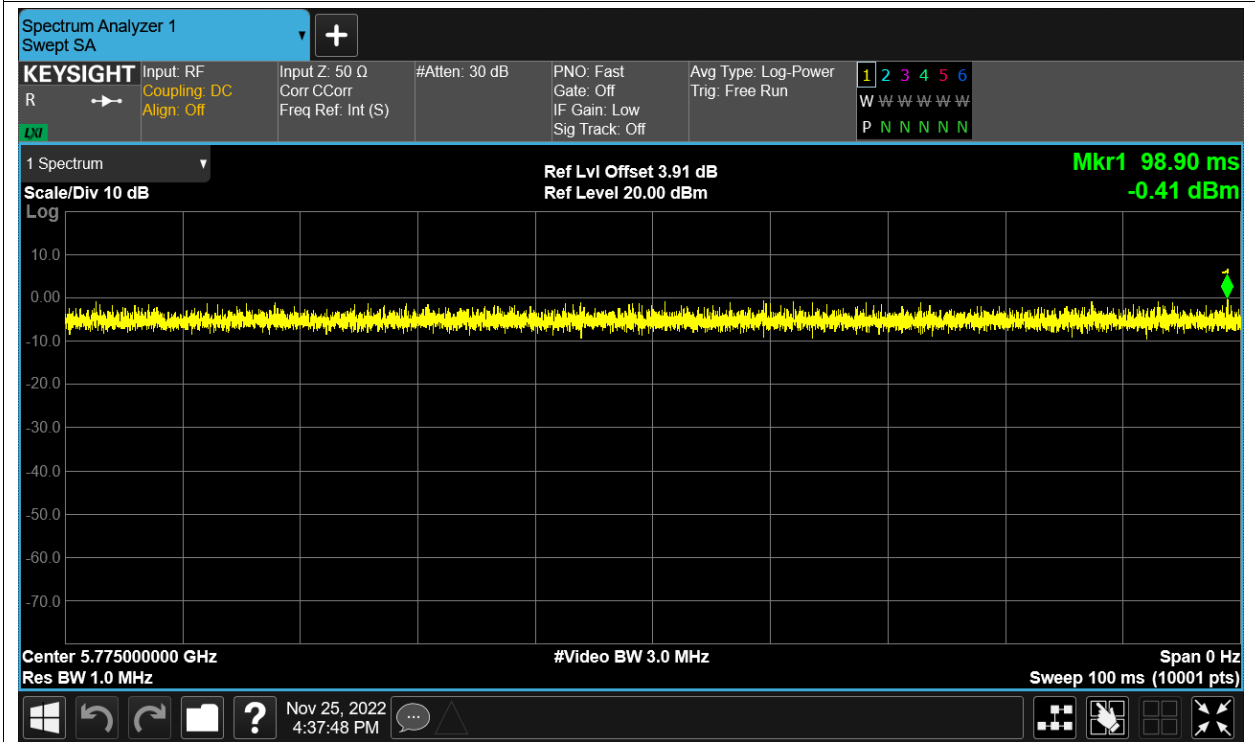 Spectrum Analyzer 1
Swept SA
KEYSIGHT
R
LXI
Input: RF
Coupling: DC
Align: Off
Input Z: 50 Ω
Corr CCorr
Freq Ref: Int (S)
#Atten: 30 dB
PNO: Fast
Gate: Off
IF Gain: Low
Sig Track: Off
Avg Type: Log-Power
Trig: Free Run
1 2 3 4 5 6
W W W W W W
P N N N N N
1 Spectrum
Scale/Div 10 dB
Log
Ref Lvl Offset 3.91 dB
Ref Level 20.00 dBm
Mkr1 98.90 ms
-0.41 dBm
10.0
0.00
-10.0
-20.0
-30.0
-40.0
-50.0
-60.0
-70.0
1
Center 5.775000000 GHz
Res BW 1.0 MHz
#Video BW 3.0 MHz
Span 0 Hz
Sweep 100 ms (10001 pts)
?
Nov 25, 2022
4:37:48 PM